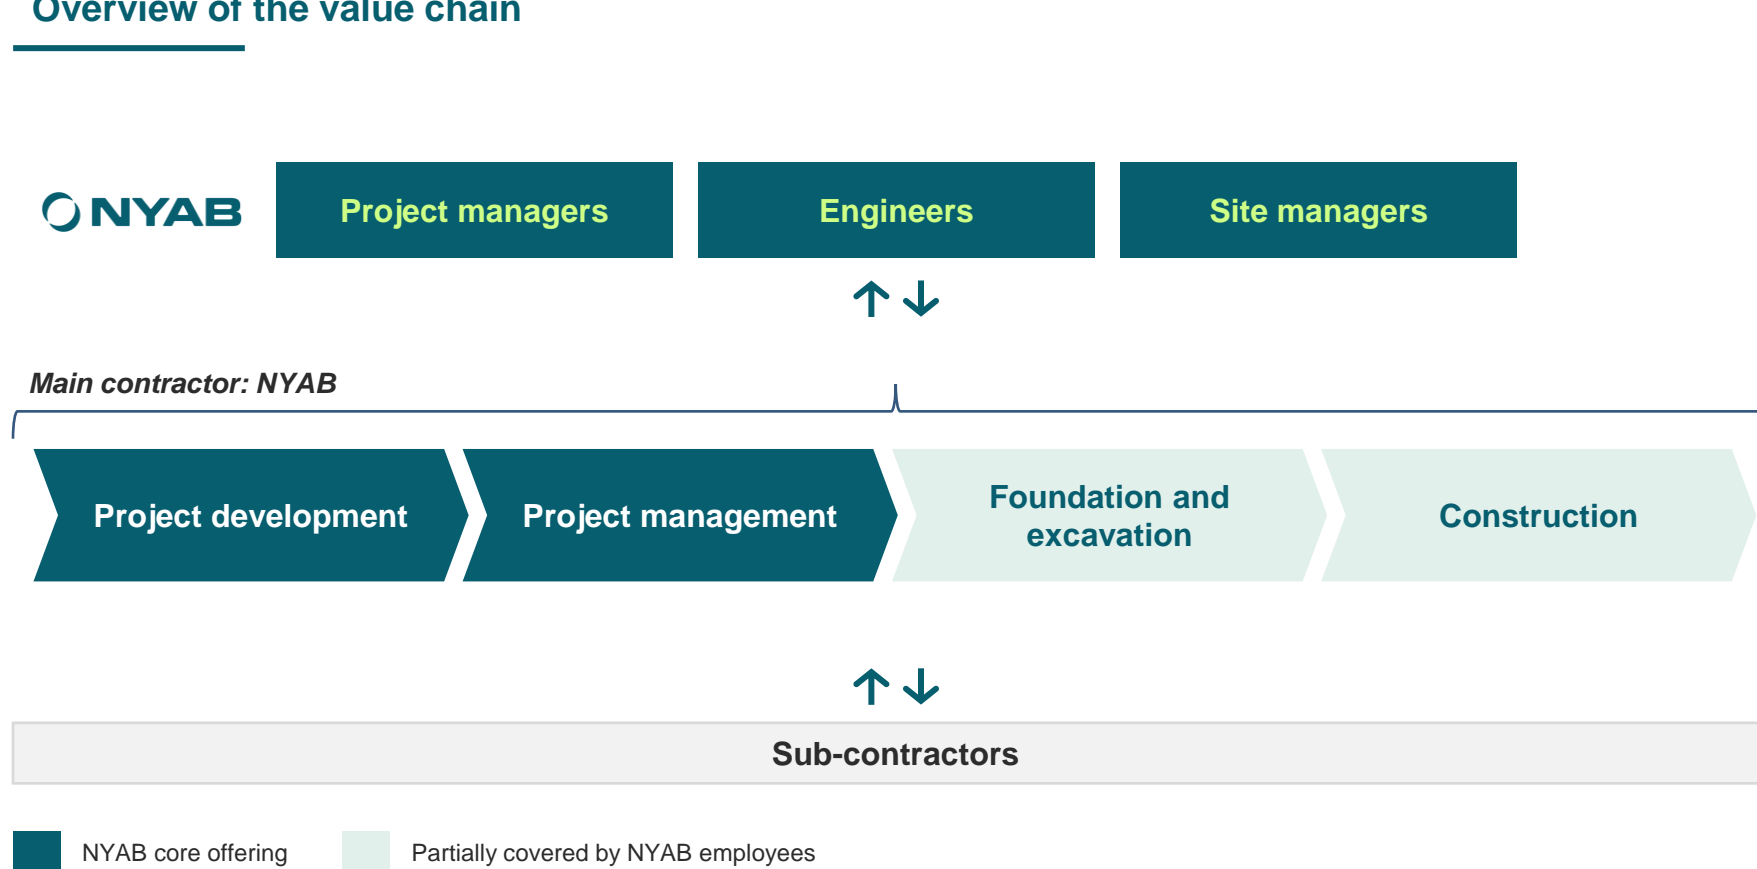 Overview of the value chain
NYAB
Project managers
Engineers
Site managers
Main contractor: NYAB
Project development
Project management
Foundation and
excavation
Construction
Sub-contractors
NYAB core offering
Partially covered by NYAB employees